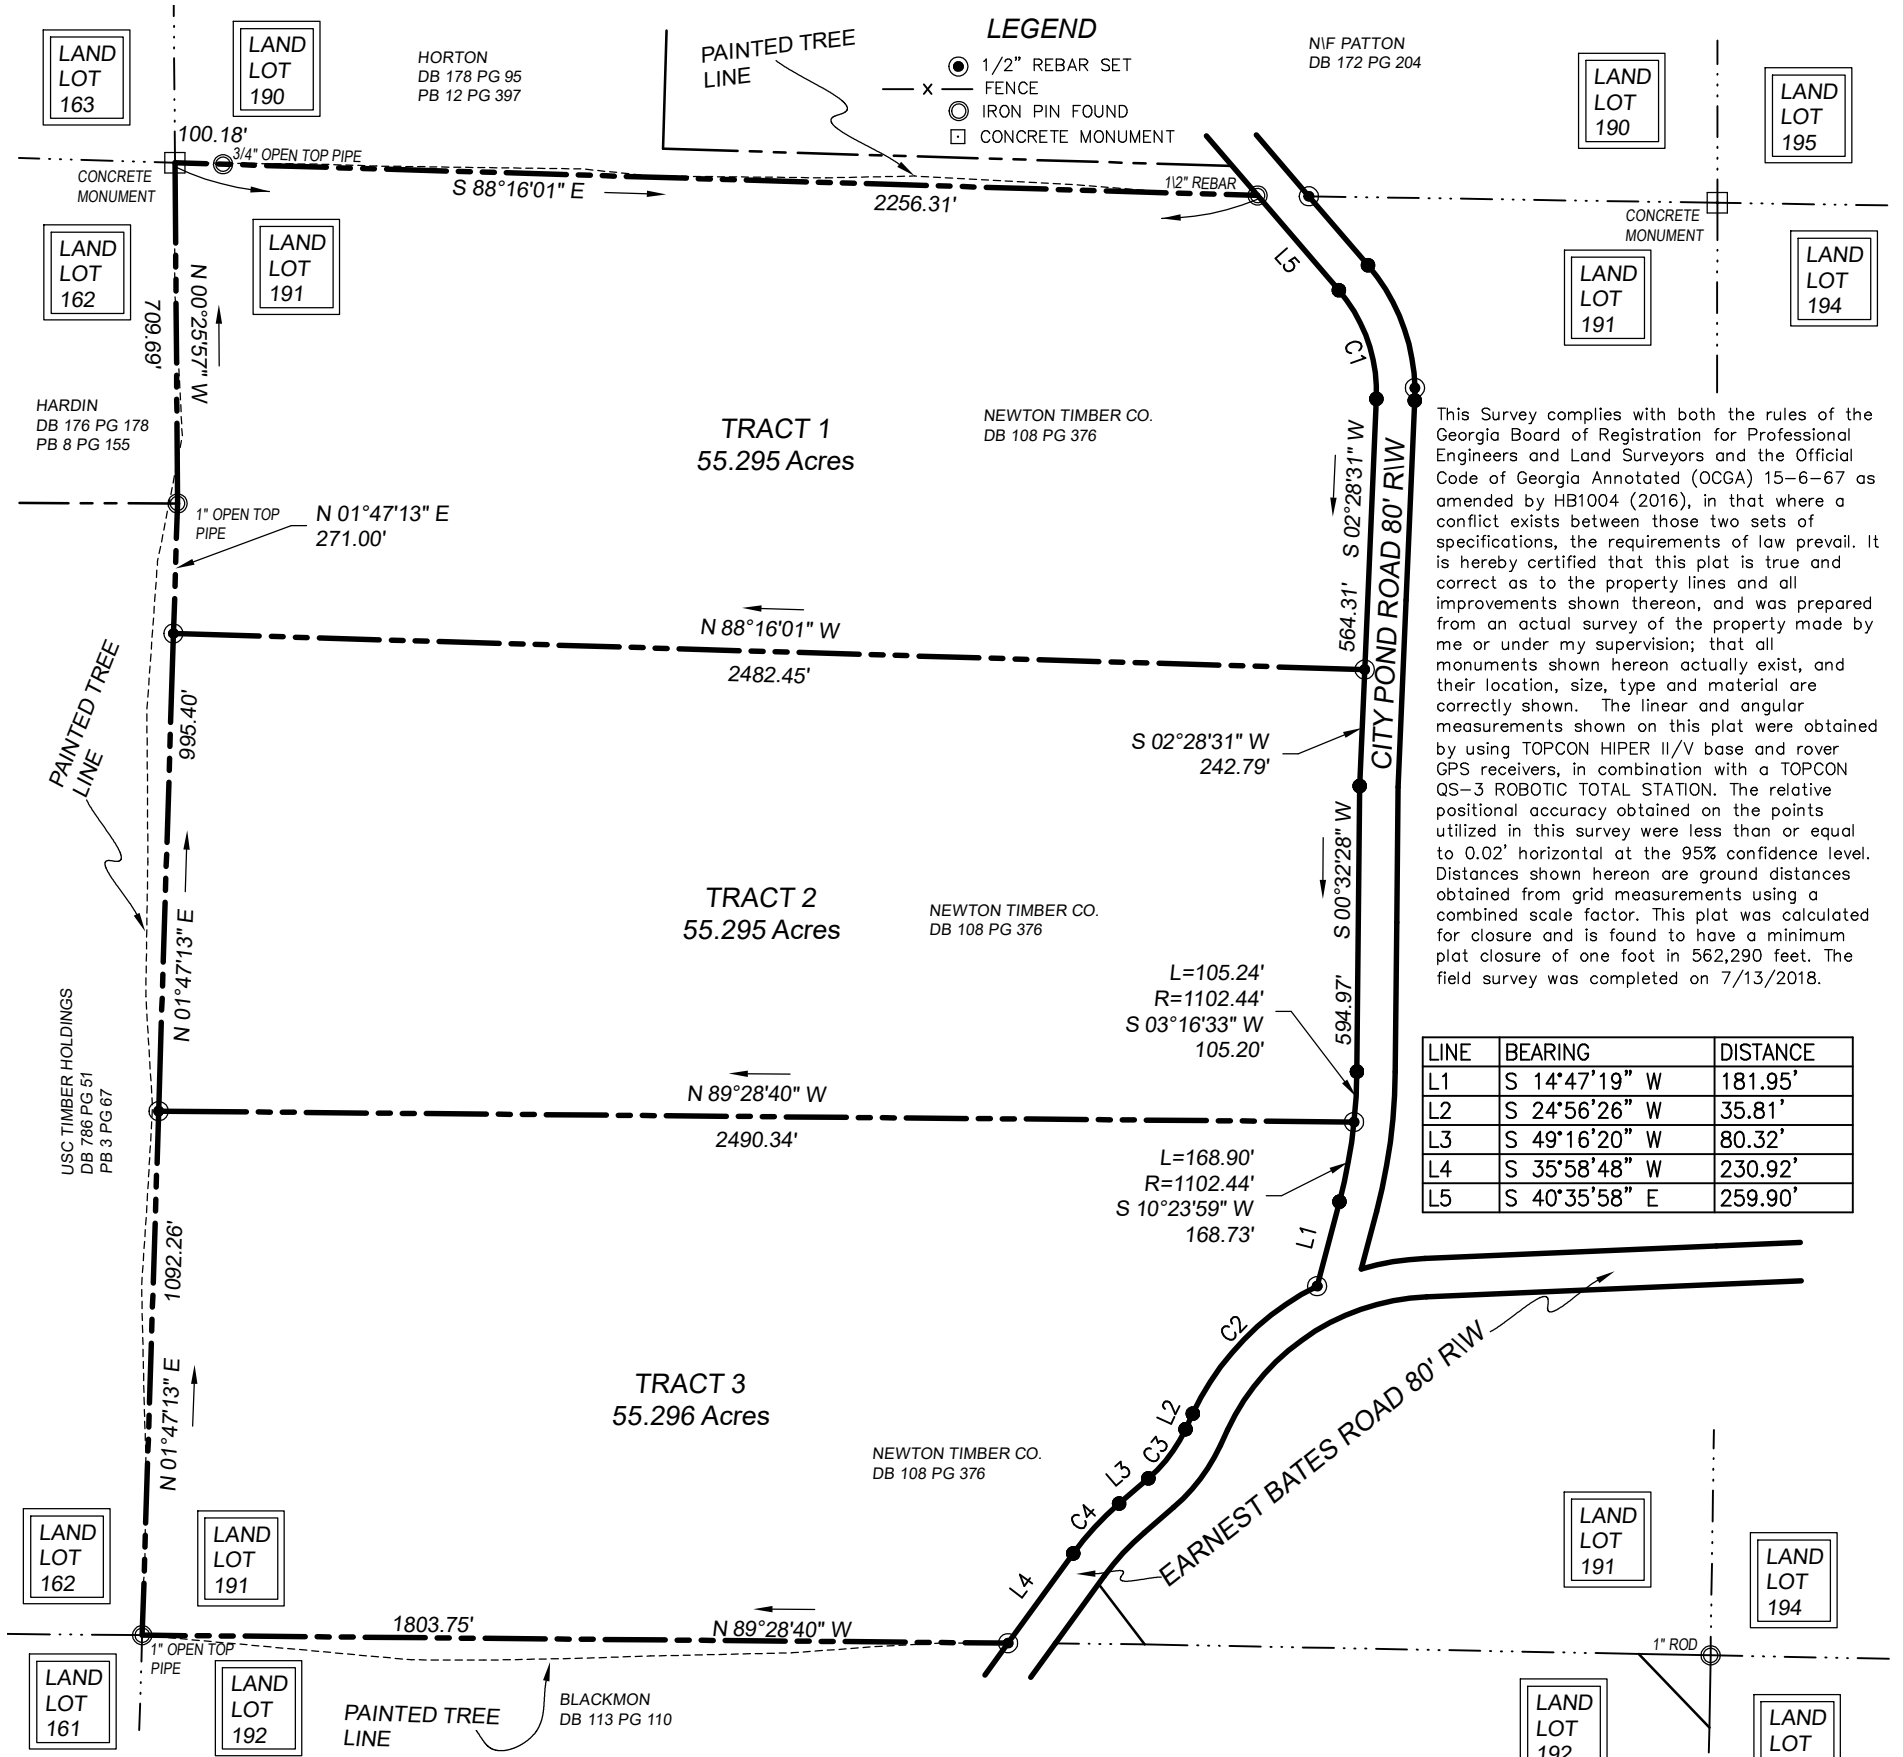 LEGEND
1/2" REBAR SET
x FENCE
IRON PIN FOUND
CONCRETE MONUMENT
LAND
LOT
163
LAND
LOT
190
HORTON
DB 178 PG 95
PB 12 PG 397
PAINTED TREE
LINE
N\F PATTON
DB 172 PG 204
LAND
LOT
190
LAND
LOT
195
100.18'
3/4" OPEN TOP PIPE
CONCRETE
MONUMENT
S 88°16'01" E
2256.31'
1\2" REBAR
CONCRETE
MONUMENT
LAND
LOT
162
LAND
LOT
191
LAND
LOT
191
LAND
LOT
194
N 00°25'57" W
709.69'
L5
C1
HARDIN
DB 176 PG 178
PB 8 PG 155
TRACT 1
55.295 Acres
NEWTON TIMBER CO.
DB 108 PG 376
1" OPEN TOP
PIPE
N 01°47'13" E
271.00'
S 02°28'31" W
564.31'
CITY POND ROAD 80' R\W
This Survey complies with both the rules of the
Georgia Board of Registration for Professional
Engineers and Land Surveyors and the Official
Code of Georgia Annotated (OCGA) 15-6-67 as
amended by HB1004 (2016), in that where a
conflict exists between those two sets of
specifications, the requirements of law prevail. It
is hereby certified that this plat is true and
correct as to the property lines and all
improvements shown thereon, and was prepared
from an actual survey of the property made by
me or under my supervision; that all
monuments shown hereon actually exist, and
their location, size, type and material are
correctly shown.  The linear and angular
measurements shown on this plat were obtained
by using TOPCON HIPER II/V base and rover
GPS receivers, in combination with a TOPCON
QS-3 ROBOTIC TOTAL STATION. The relative
positional accuracy obtained on the points
utilized in this survey were less than or equal
to 0.02' horizontal at the 95% confidence level.
Distances shown hereon are ground distances
obtained from grid measurements using a
combined scale factor. This plat was calculated
for closure and is found to have a minimum
plat closure of one foot in 562,290 feet. The
field survey was completed on 7/13/2018.
N 88°16'01" W
2482.45'
PAINTED TREE
LINE
995.40'
N 01°47'13" E
S 02°28'31" W
242.79'
TRACT 2
55.295 Acres
NEWTON TIMBER CO.
DB 108 PG 376
S 00°32'28" W
594.97'
L=105.24'
R=1102.44'
S 03°16'33" W
105.20'
USC TIMBER HOLDINGS
DB 786 PG 51
PB 3 PG 67
N 89°28'40" W
2490.34'
L=168.90'
R=1102.44'
S 10°23'59" W
168.73'
LINE BEARING DISTANCE
L1 S 14°47'19" W 181.95'
L2 S 24°56'26" W 35.81'
L3 S 49°16'20" W 80.32'
L4 S 35°58'48" W 230.92'
L5 S 40°35'58" E 259.90'
1092.26'
N 01°47'13" E
L1
C2
L2
C3
L3
C4
L4
TRACT 3
55.296 Acres
NEWTON TIMBER CO.
DB 108 PG 376
EARNEST BATES ROAD 80' R\W
LAND
LOT
162
LAND
LOT
191
LAND
LOT
191
LAND
LOT
194
1803.75'
N 89°28'40" W
1" OPEN TOP
PIPE
1" ROD
LAND
LOT
161
LAND
LOT
192
PAINTED TREE
LINE
BLACKMON
DB 113 PG 110
LAND
LOT
192
LAND
LOT